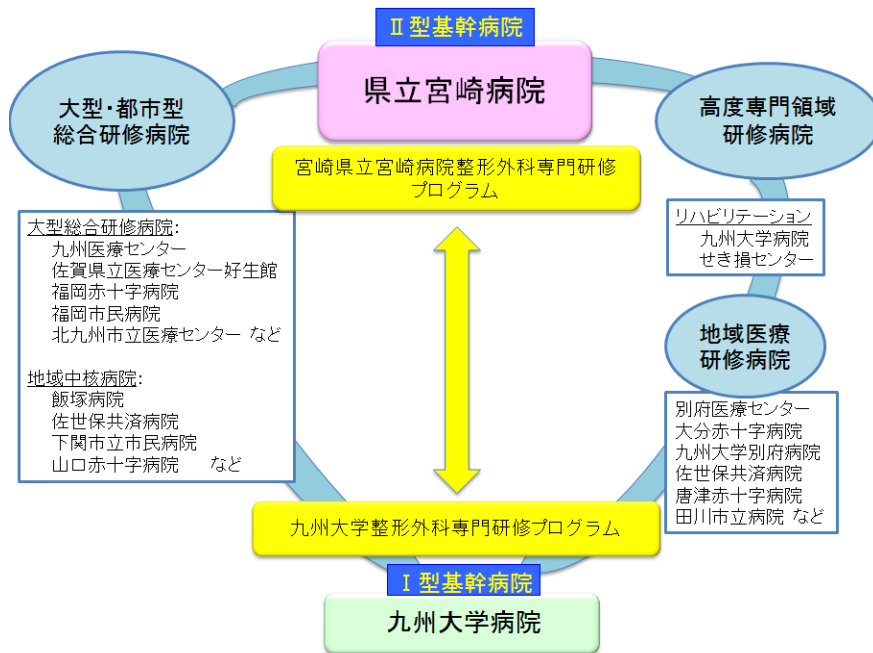 Ⅱ型基幹病院
県立宮崎病院
大型・都市型
総合研修病院
高度専門領域
研修病院
宮崎県立宮崎病院整形外科専門研修
プログラム
大型総合研修病院:
九州医療センター
佐賀県立医療センター好生館
福岡赤十字病院
福岡市民病院
北九州市立医療センター など
地域中核病院:
飯塚病院
佐世保共済病院
下関市立市民病院
山口赤十字病院 など
リハビリテーション
九州大学病院
せき損センター
地域医療
研修病院
別府医療センター
大分赤十字病院
九州大学別府病院
佐世保共済病院
唐津赤十字病院
田川市立病院 など
九州大学整形外科専門研修プログラム
Ⅰ型基幹病院
九州大学病院